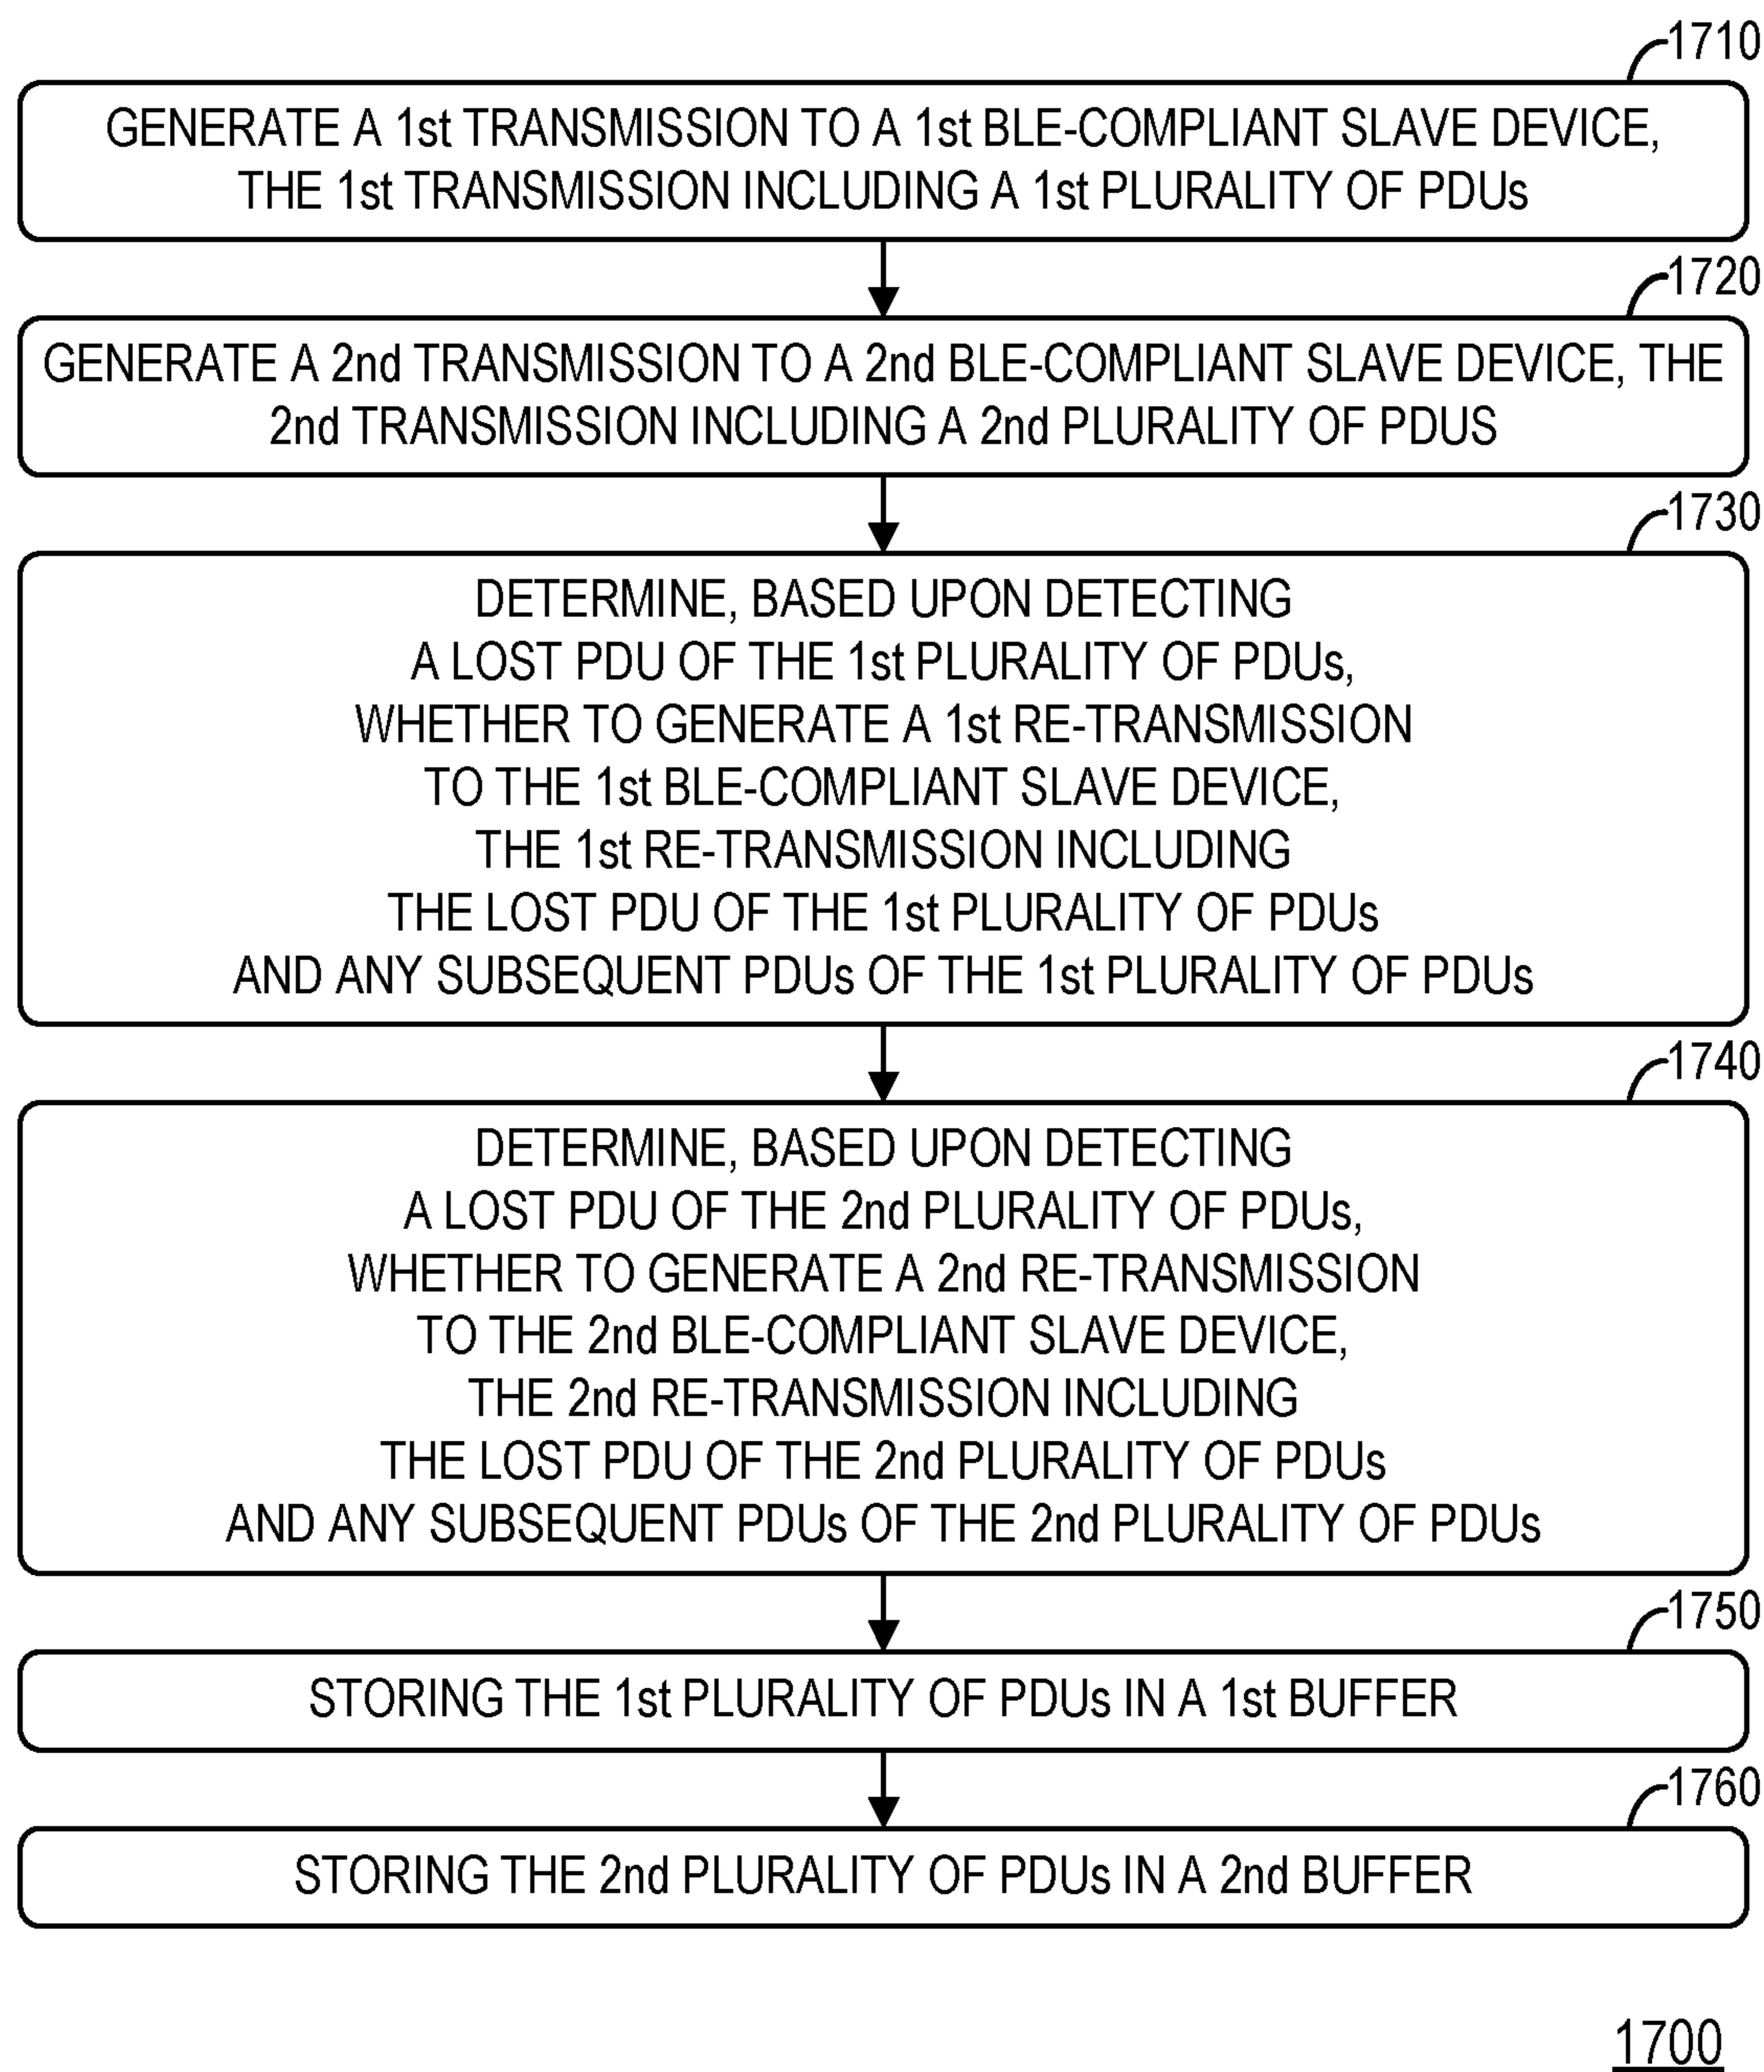 1710
GENERATE A 1st TRANSMISSION TO A 1st BLE-COMPLIANT SLAVE DEVICE,
THE 1st TRANSMISSION INCLUDING A 1st PLURALITY OF PDUs
1720
GENERATE A 2nd TRANSMISSION TO A 2nd BLE-COMPLIANT SLAVE DEVICE, THE
2nd TRANSMISSION INCLUDING A 2nd PLURALITY OF PDUS
1730
DETERMINE, BASED UPON DETECTING
A LOST PDU OF THE 1st PLURALITY OF PDUs,
WHETHER TO GENERATE A 1st RE-TRANSMISSION
TO THE 1st BLE-COMPLIANT SLAVE DEVICE,
THE 1st RE-TRANSMISSION INCLUDING
THE LOST PDU OF THE 1st PLURALITY OF PDUs
AND ANY SUBSEQUENT PDUs OF THE 1st PLURALITY OF PDUs
1740
DETERMINE, BASED UPON DETECTING
A LOST PDU OF THE 2nd PLURALITY OF PDUs,
WHETHER TO GENERATE A 2nd RE-TRANSMISSION
TO THE 2nd BLE-COMPLIANT SLAVE DEVICE,
THE 2nd RE-TRANSMISSION INCLUDING
THE LOST PDU OF THE 2nd PLURALITY OF PDUs
AND ANY SUBSEQUENT PDUs OF THE 2nd PLURALITY OF PDUs
1750
STORING THE 1st PLURALITY OF PDUs IN A 1st BUFFER
1760
STORING THE 2nd PLURALITY OF PDUs IN A 2nd BUFFER
1700